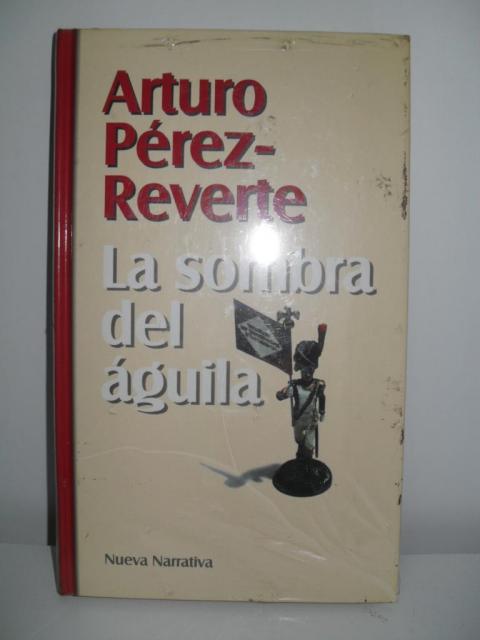 Arturo
Pérez-
Reverte
La sombra
del
águila
Nueva Narrativa